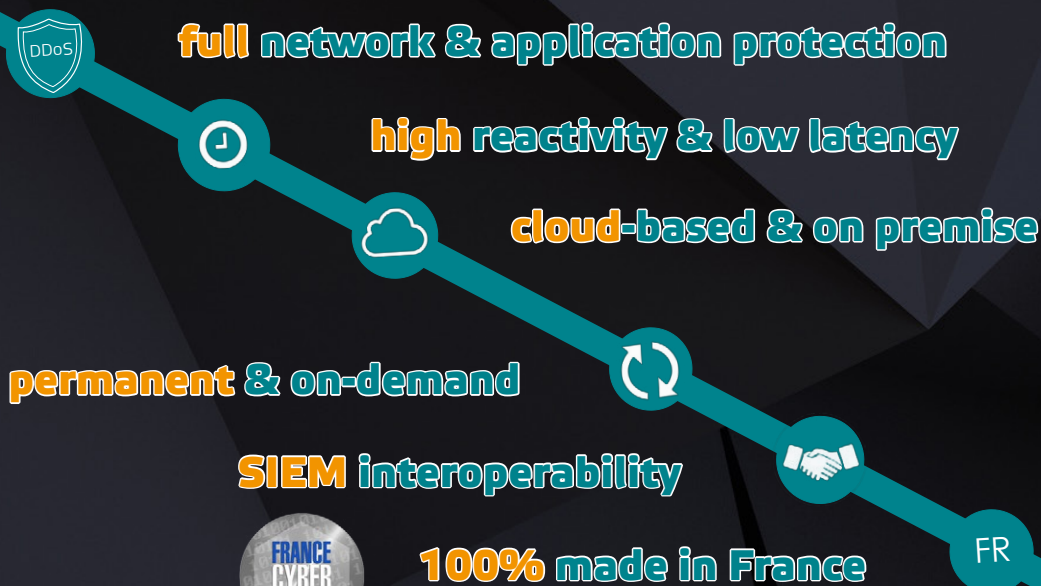 DDoS
full network & application protection
high reactivity & low latency
cloud-based & on premise
permanent & on-demand
SIEM interoperability
FRANCE
CYBER
100% made in France
FR